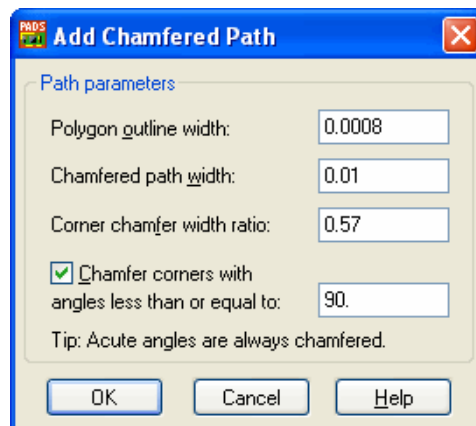 PADS
Add Chamfered Path
Path parameters
Polygon outline width: 0.0008
Chamfered path width: 0.01
Corner chamfer width ratio: 0.57
Chamfer corners with
angles less than or equal to: 90.
Tip: Acute angles are always chamfered.
OK Cancel Help